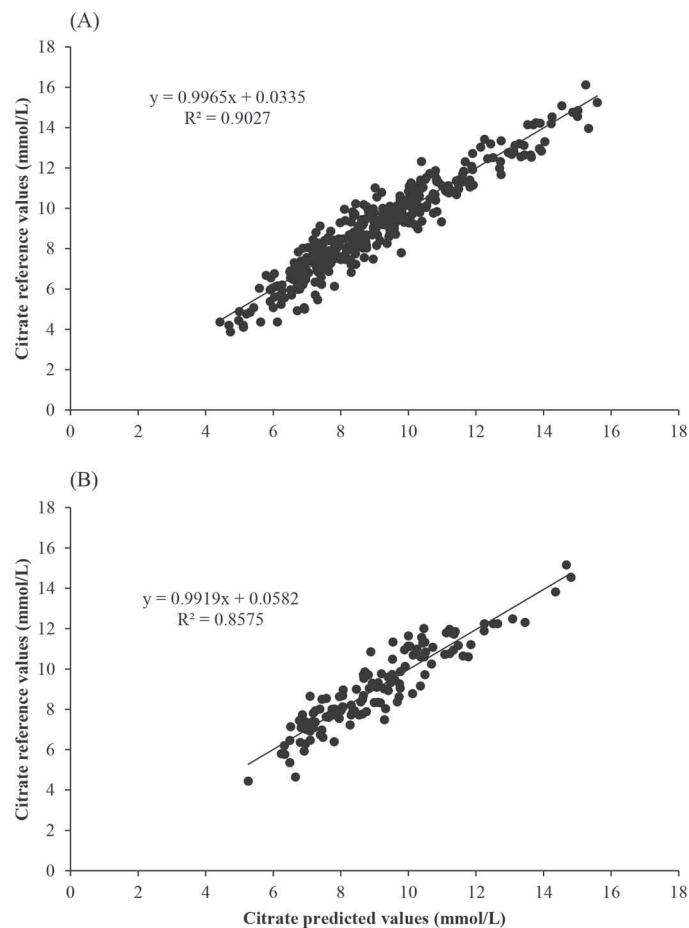 (A)
18
16
y = 0.9965x + 0.0335
R² = 0.9027
14
12
10
8
6
4
2
0
Citrate reference values (mmol/L)
0 2 4 6 8 10 12 14 16 18
(B)
18
16
y = 0.9919x + 0.0582
R² = 0.8575
14
12
10
8
6
4
2
0
Citrate reference values (mmol/L)
0 2 4 6 8 10 12 14 16 18
Citrate predicted values (mmol/L)